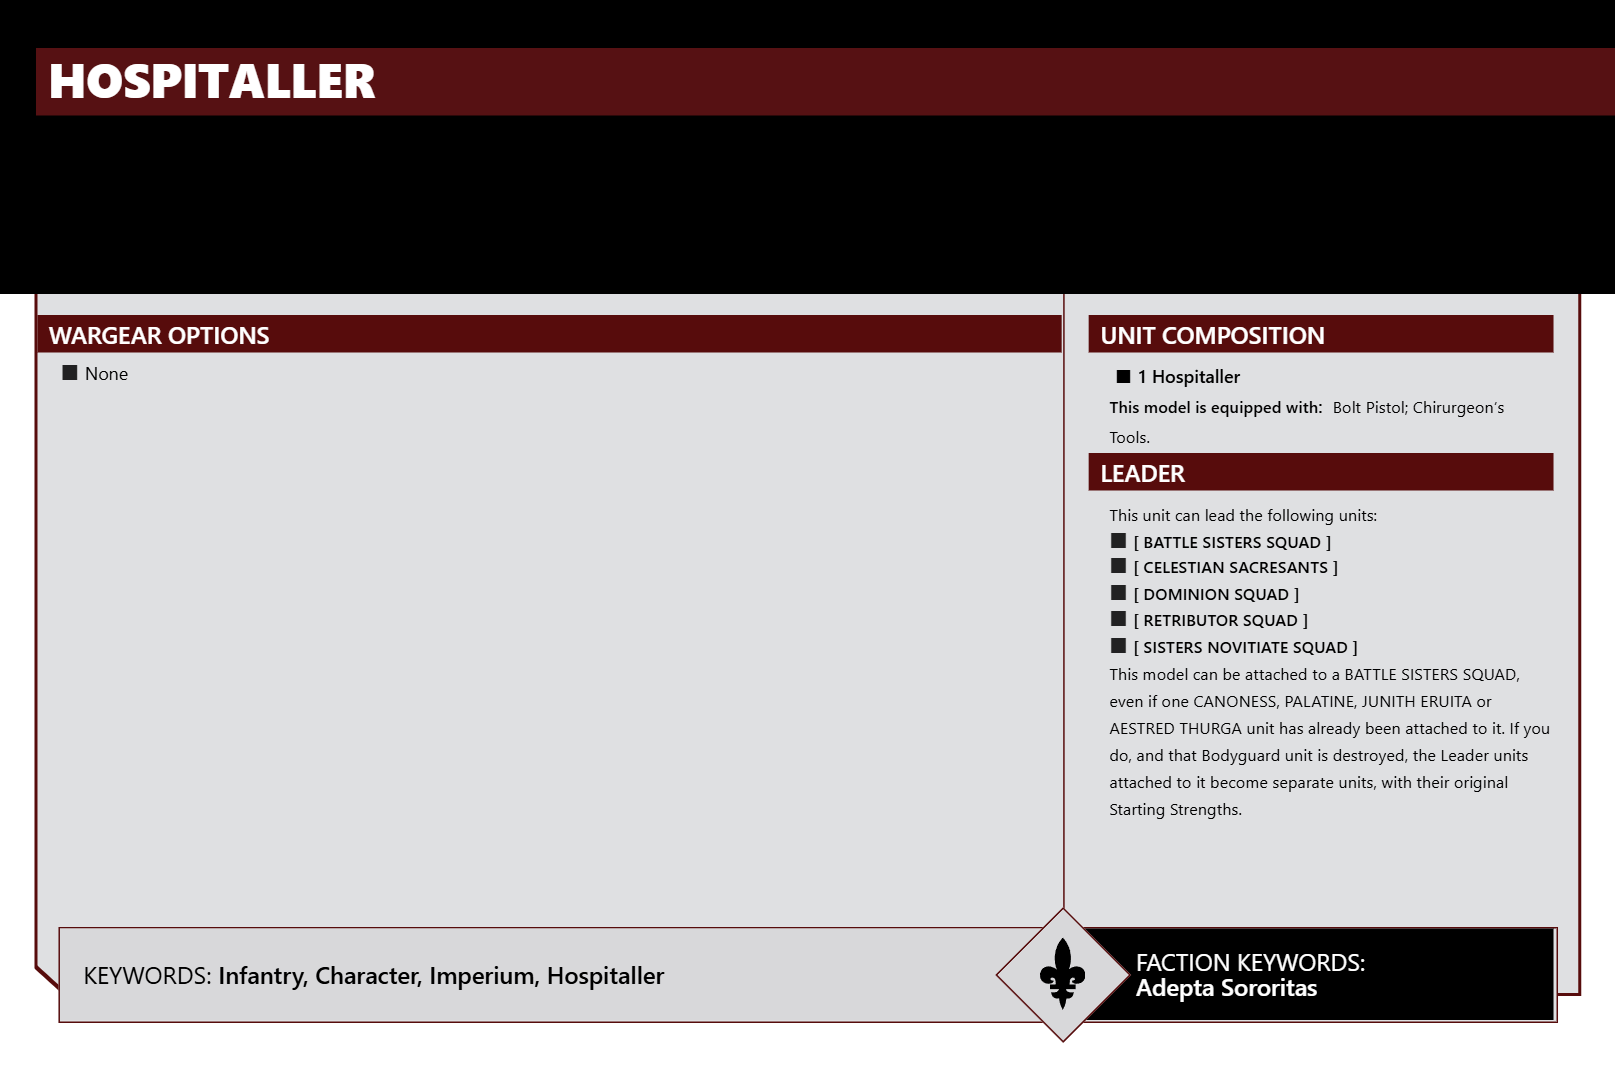 HOSPITALLER
WARGEAR OPTIONS
■ None
UNIT COMPOSITION
■ 1 Hospitaller
This model is equipped with: Bolt Pistol; Chirurgeon’s
Tools.
LEADER
This unit can lead the following units:
■ [ BATTLE SISTERS SQUAD ]
■ [ CELESTIAN SACRESANTS ]
■ [ DOMINION SQUAD ]
■ [ RETRIBUTOR SQUAD ]
■ [ SISTERS NOVITIATE SQUAD ]
This model can be attached to a BATTLE SISTERS SQUAD,
even if one CANONESS, PALATINE, JUNITH ERUITA or
AESTRED THURGA unit has already been attached to it. If you
do, and that Bodyguard unit is destroyed, the Leader units
attached to it become separate units, with their original
Starting Strengths.
KEYWORDS: Infantry, Character, Imperium, Hospitaller
FACTION KEYWORDS:
Adepta Sororitas